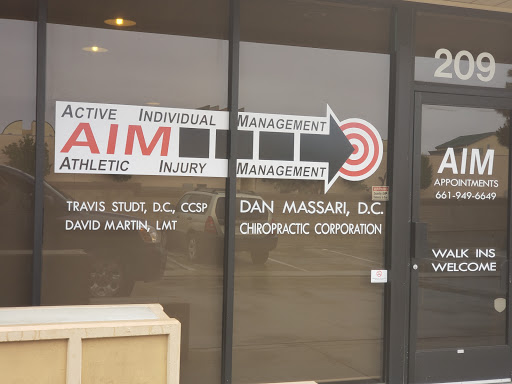 ACTIVE INDIVIDUAL MANAGEMENT
AIM
ATHLETIC INJURY MANAGEMENT
TRAVIS STUDT, D.C., CCSP
DAVID MARTIN, LMT
DAN MASSARI, D.C.
CHIROPRACTIC CORPORATION
209
AIM
APPOINTMENTS
661-949-6649
WALK INS
WELCOME